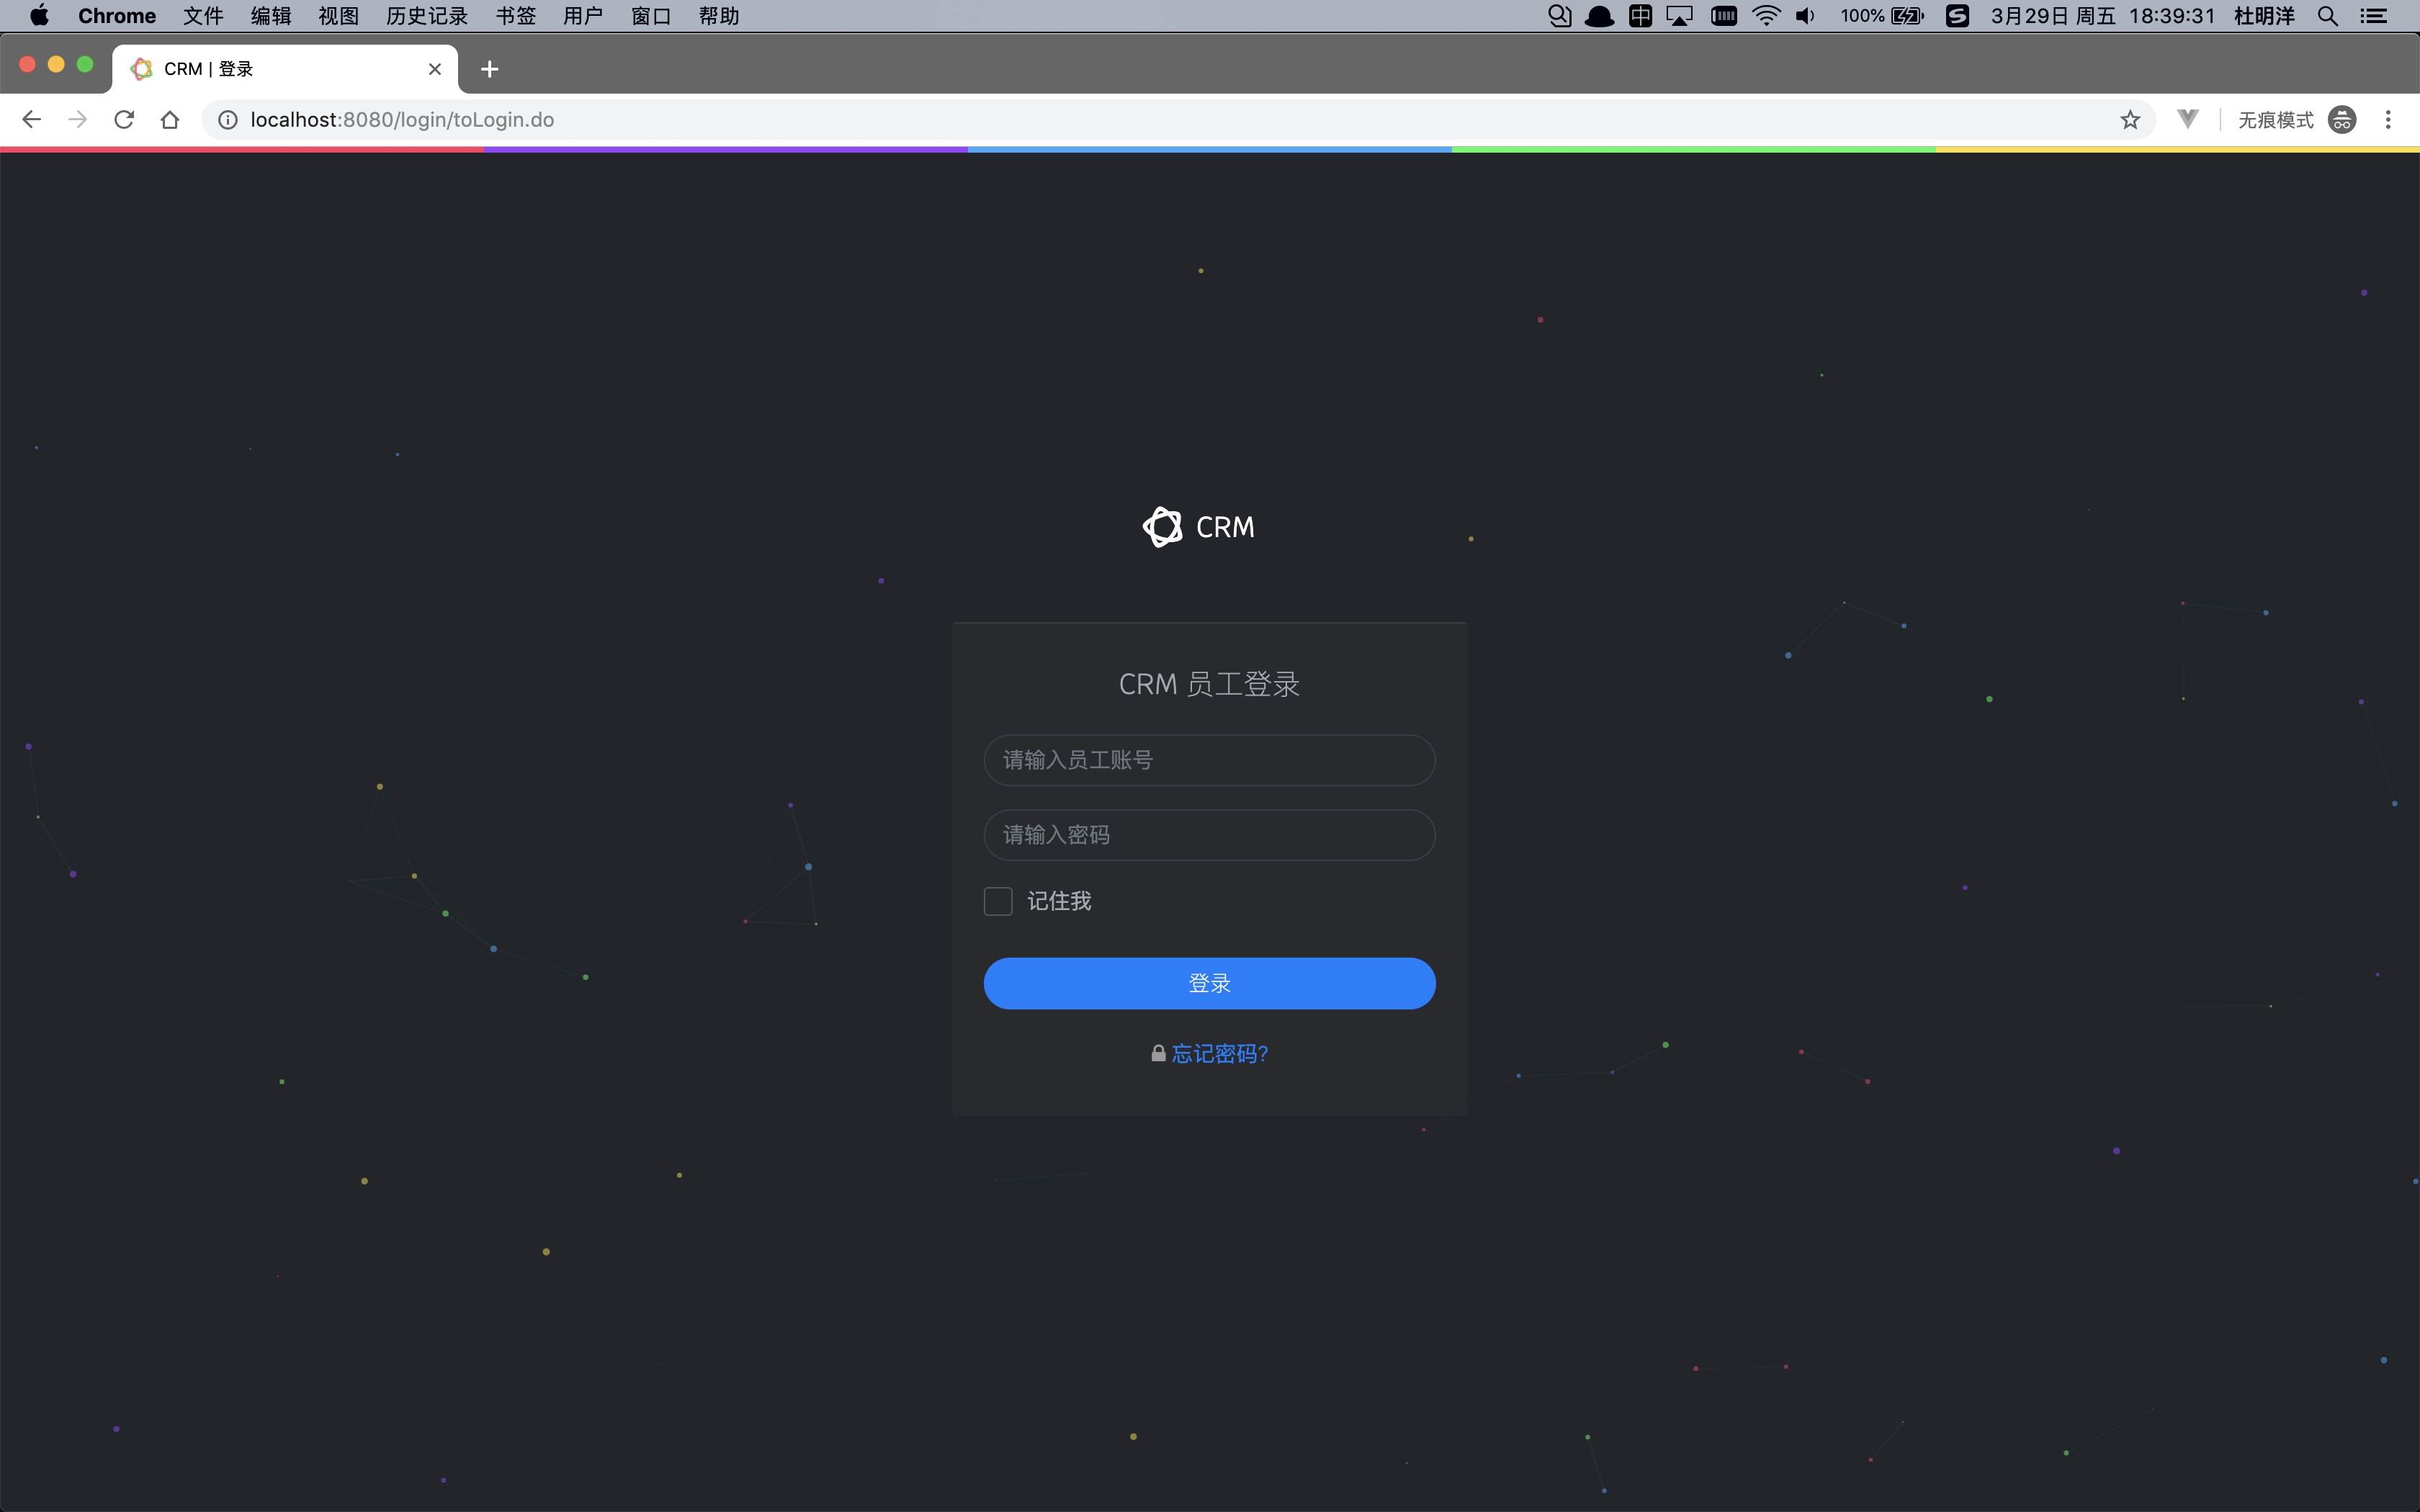 Chrome 文件 编辑 视图 历史记录 书签 用户 窗口 帮助 中 100% S 3月29日 周五 18:39:31 杜明洋
CRM | 登录
localhost:8080/login/toLogin.do 无痕模式
CRM
CRM 员工登录
请输入员工账号
请输入密码
记住我
登录
忘记密码?